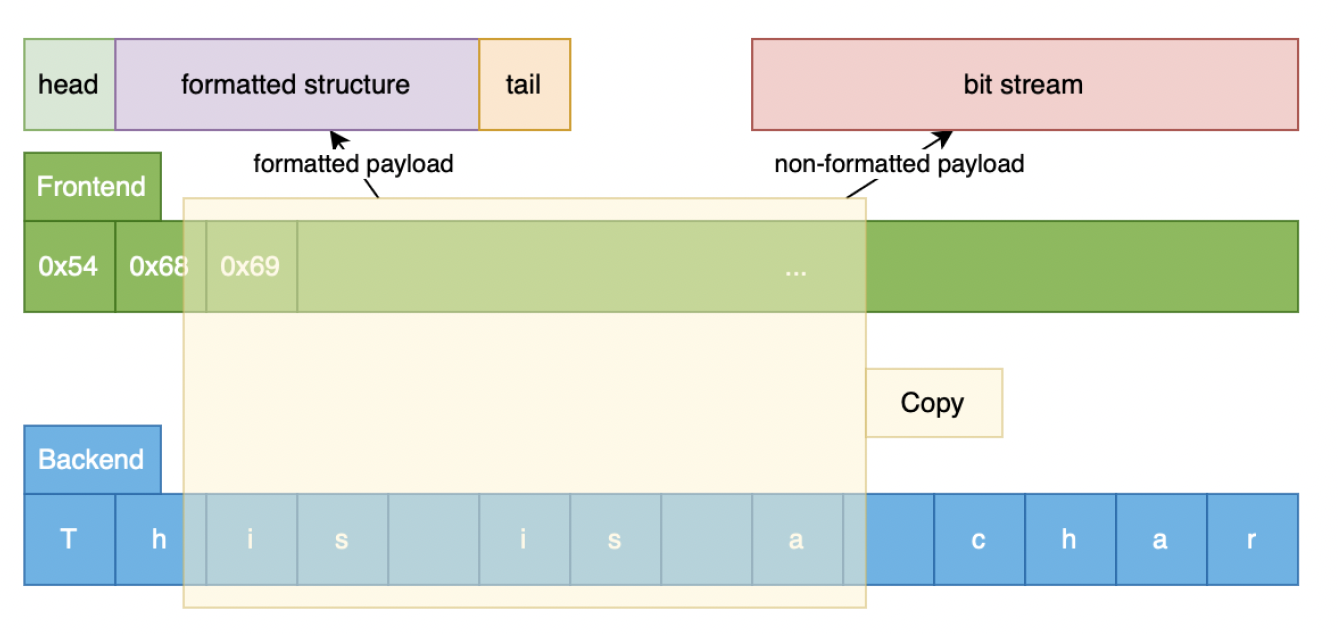 head formatted structure tail bit stream
formatted payload non-formatted payload
Frontend
0x54 0x68 0x69 ...
Copy
Backend
T h i s i s a c h a r